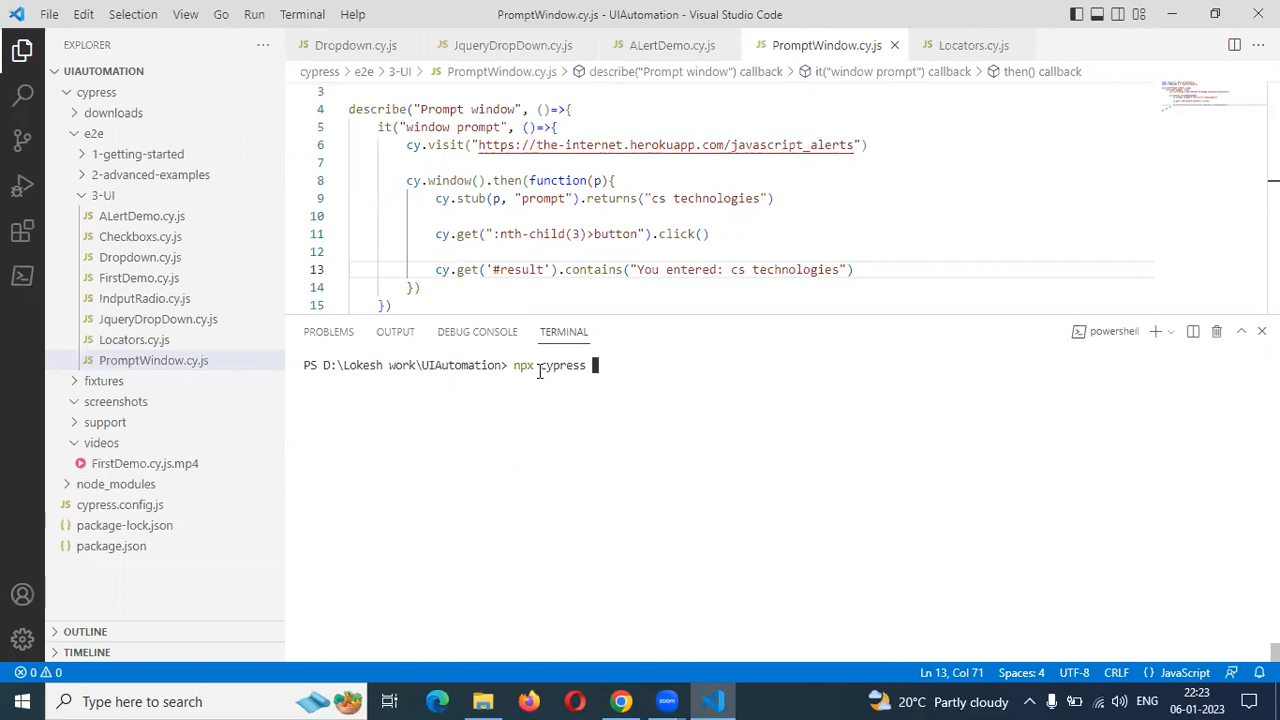 File Edit Selection View Go Run Terminal Help PromptWindow.cy.js - UIAutomation - Visual Studio Code
EXPLORER
Dropdown.cy.js JqueryDropDown.cy.js ALertDemo.cy.js PromptWindow.cy.js Locators.cy.js
UIAUTOMATION
cypress
downloads
e2e
1-getting-started
2-advanced-examples
3-UI
ALertDemo.cy.js
Checkboxs.cy.js
Dropdown.cy.js
FirstDemo.cy.js
!ndputRadio.cy.js
JqueryDropDown.cy.js
Locators.cy.js
PromptWindow.cy.js
fixtures
screenshots
support
videos
FirstDemo.cy.js.mp4
node_modules
cypress.config.js
package-lock.json
package.json
OUTLINE
TIMELINE
cypress > e2e > 3-UI > PromptWindow.cy.js > describe("Prompt window") callback > it("window prompt") callback > then() callback
3
4 describe("Prompt window", ()=>{
5 it("window prompt", ()=>{
6 cy.visit("https://the-internet.herokuapp.com/javascript_alerts")
7
8 cy.window().then(function(p){
9 cy.stub(p, "prompt").returns("cs technologies")
10
11 cy.get(":nth-child(3)>button").click()
12
13 cy.get('#result').contains("You entered: cs technologies")
14 })
15 })
PROBLEMS OUTPUT DEBUG CONSOLE TERMINAL powershell
PS D:\Lokesh work\UIAutomation> npx cypress
0 0 Ln 13, Col 71 Spaces: 4 UTF-8 CRLF {} JavaScript
Type here to search 20°C Partly cloudy ENG 22:23
06-01-2023